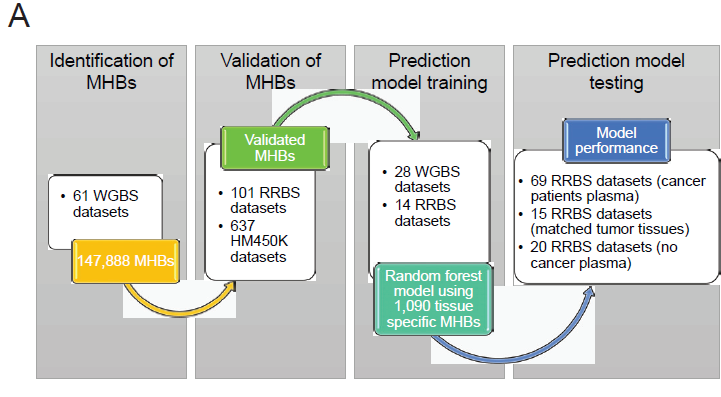 A
Identification of
MHBs
• 61 WGBS
datasets
147,888 MHBs
Validation of
MHBs
Validated
MHBs
• 101 RRBS
datasets
• 637
HM450K
datasets
Prediction
model training
• 28 WGBS
datasets
• 14 RRBS
datasets
Random forest
model using
1,090 tissue
specific MHBs
Prediction model
testing
Model
performance
• 69 RRBS datasets (cancer
patients plasma)
• 15 RRBS datasets
(matched tumor tissues)
• 20 RRBS datasets (no
cancer plasma)